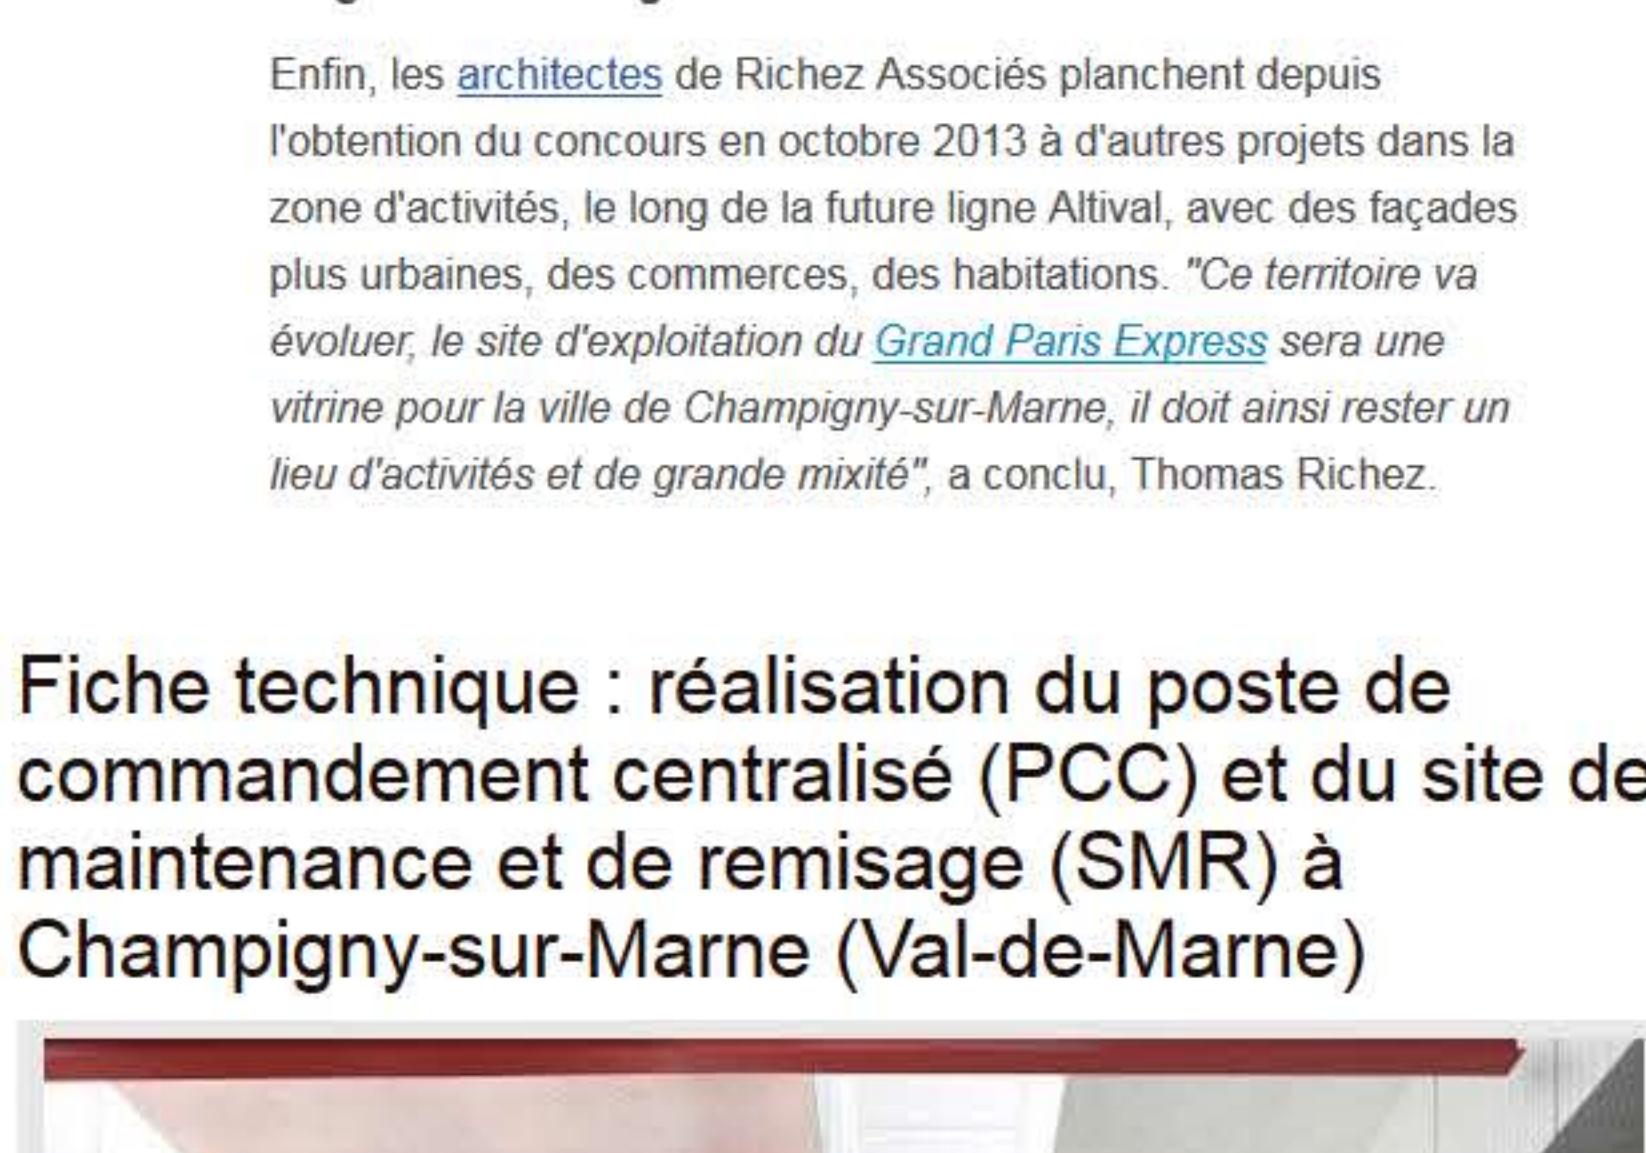 Enfin, les architectes de Richez Associés planchent depuis
l'obtention du concours en octobre 2013 à d'autres projets dans la
zone d'activités, le long de la future ligne Altival, avec des façades
plus urbaines, des commerces, des habitations. "Ce territoire va
évoluer, le site d'exploitation du Grand Paris Express sera une
vitrine pour la ville de Champigny-sur-Marne, il doit ainsi rester un
lieu d'activités et de grande mixité", a conclu, Thomas Richez.
Fiche technique : réalisation du poste de
commandement centralisé (PCC) et du site de
maintenance et de remisage (SMR) à
Champigny-sur-Marne (Val-de-Marne)